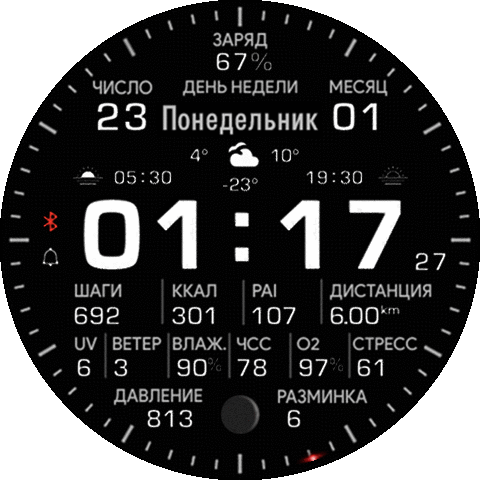 ЗАРЯД
67%
ЧИСЛО ДЕНЬ НЕДЕЛИ МЕСЯЦ
23 Понедельник 01
4° 10°
05:30 -23° 19:30
01:17 27
ШАГИ ККАЛ PAI ДИСТАНЦИЯ
692 301 107 6.00km
UV ВЕТЕР ВЛАЖ. ЧСС O2 СТРЕСС
6 3 90% 78 97% 61
ДАВЛЕНИЕ РАЗМИНКА
813 6